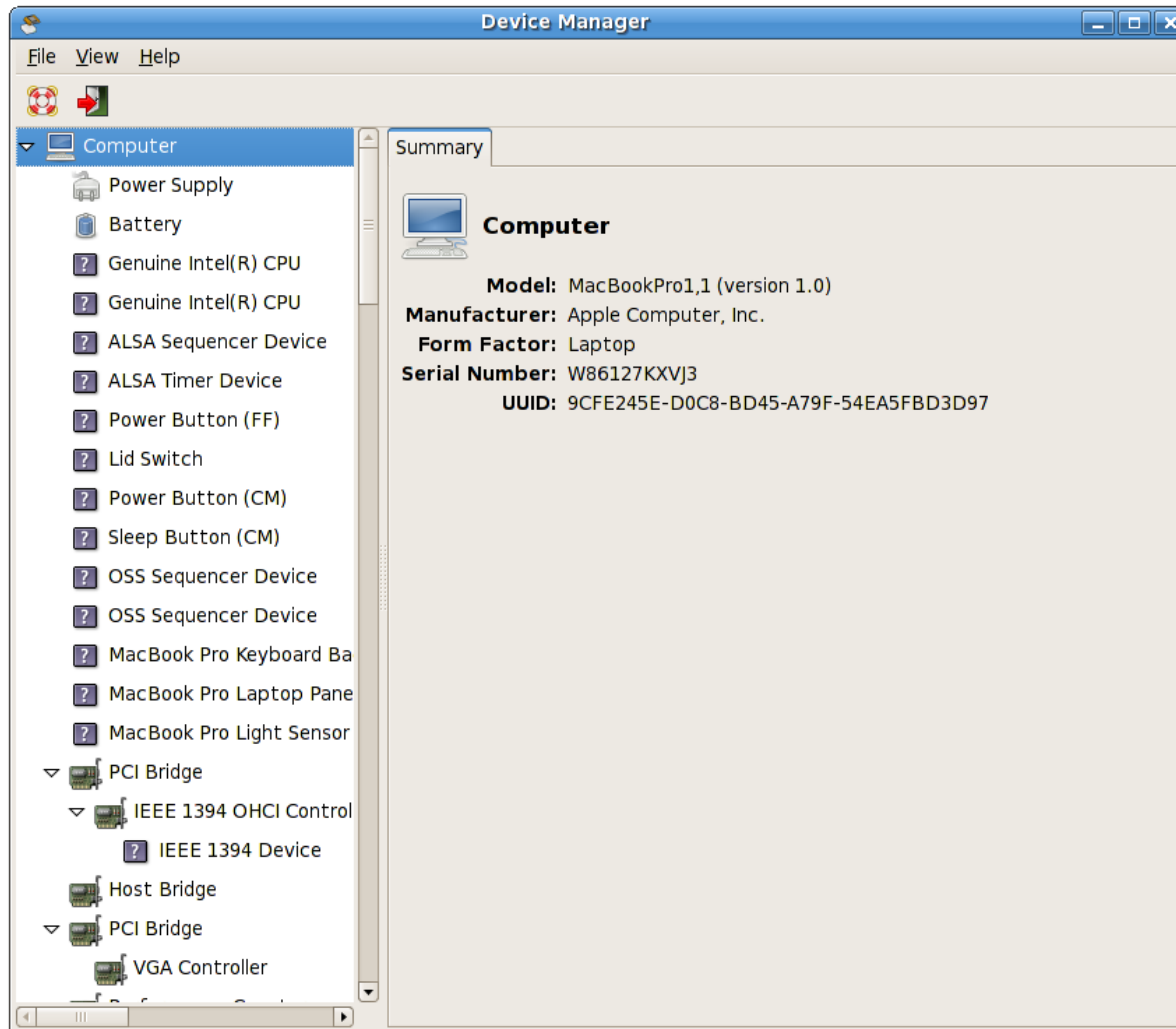 Device Manager
File View Help
Computer
Power Supply
Battery
Genuine Intel(R) CPU
Genuine Intel(R) CPU
ALSA Sequencer Device
ALSA Timer Device
Power Button (FF)
Lid Switch
Power Button (CM)
Sleep Button (CM)
OSS Sequencer Device
OSS Sequencer Device
MacBook Pro Keyboard Ba
MacBook Pro Laptop Pane
MacBook Pro Light Sensor
PCI Bridge
IEEE 1394 OHCI Control
IEEE 1394 Device
Host Bridge
PCI Bridge
VGA Controller
Summary
Computer
Model: MacBookPro1,1 (version 1.0)
Manufacturer: Apple Computer, Inc.
Form Factor: Laptop
Serial Number: W86127KXVJ3
UUID: 9CFE245E-D0C8-BD45-A79F-54EA5FBD3D97